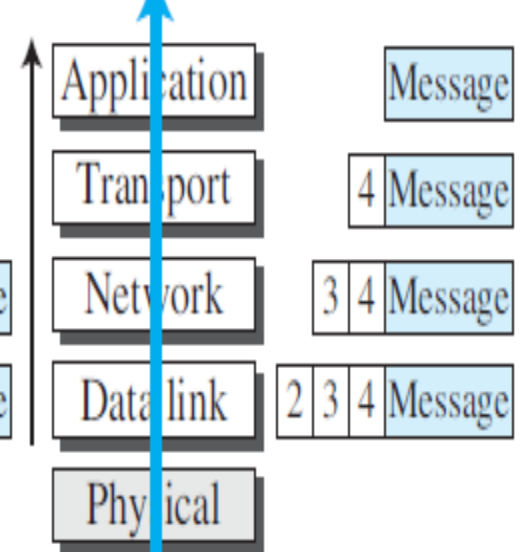 Application Message
Transport 4 Message
Network 3 4 Message
Data link 2 3 4 Message
Physical